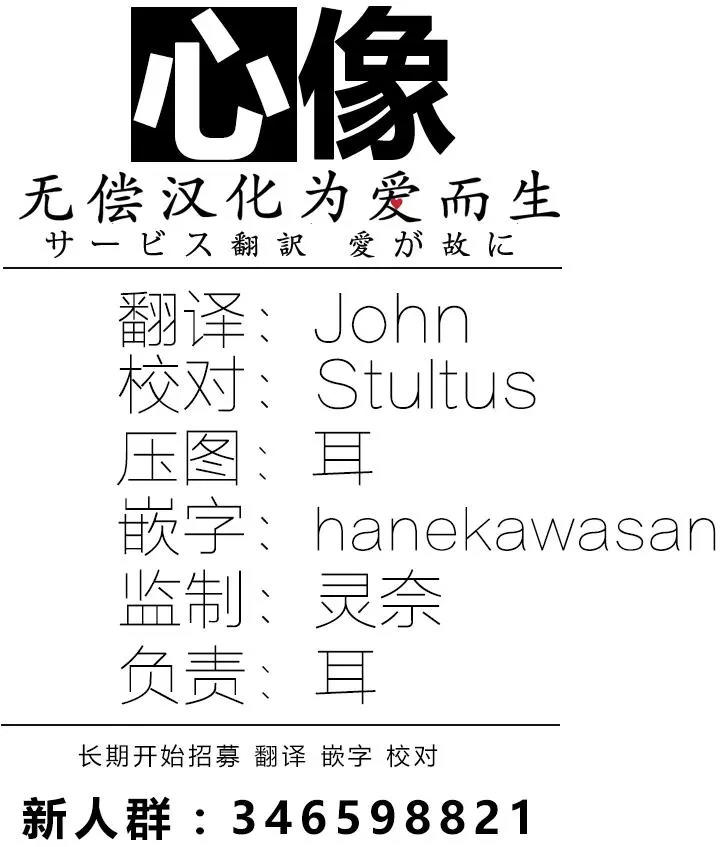 心像
无偿汉化为爱而生
サービス翻訳 愛が故に
翻译: John
校对: Stultus
压图: 耳
嵌字: hanekawasan
监制: 灵奈
负责: 耳
长期开始招募 翻译 嵌字 校对
新人群：346598821